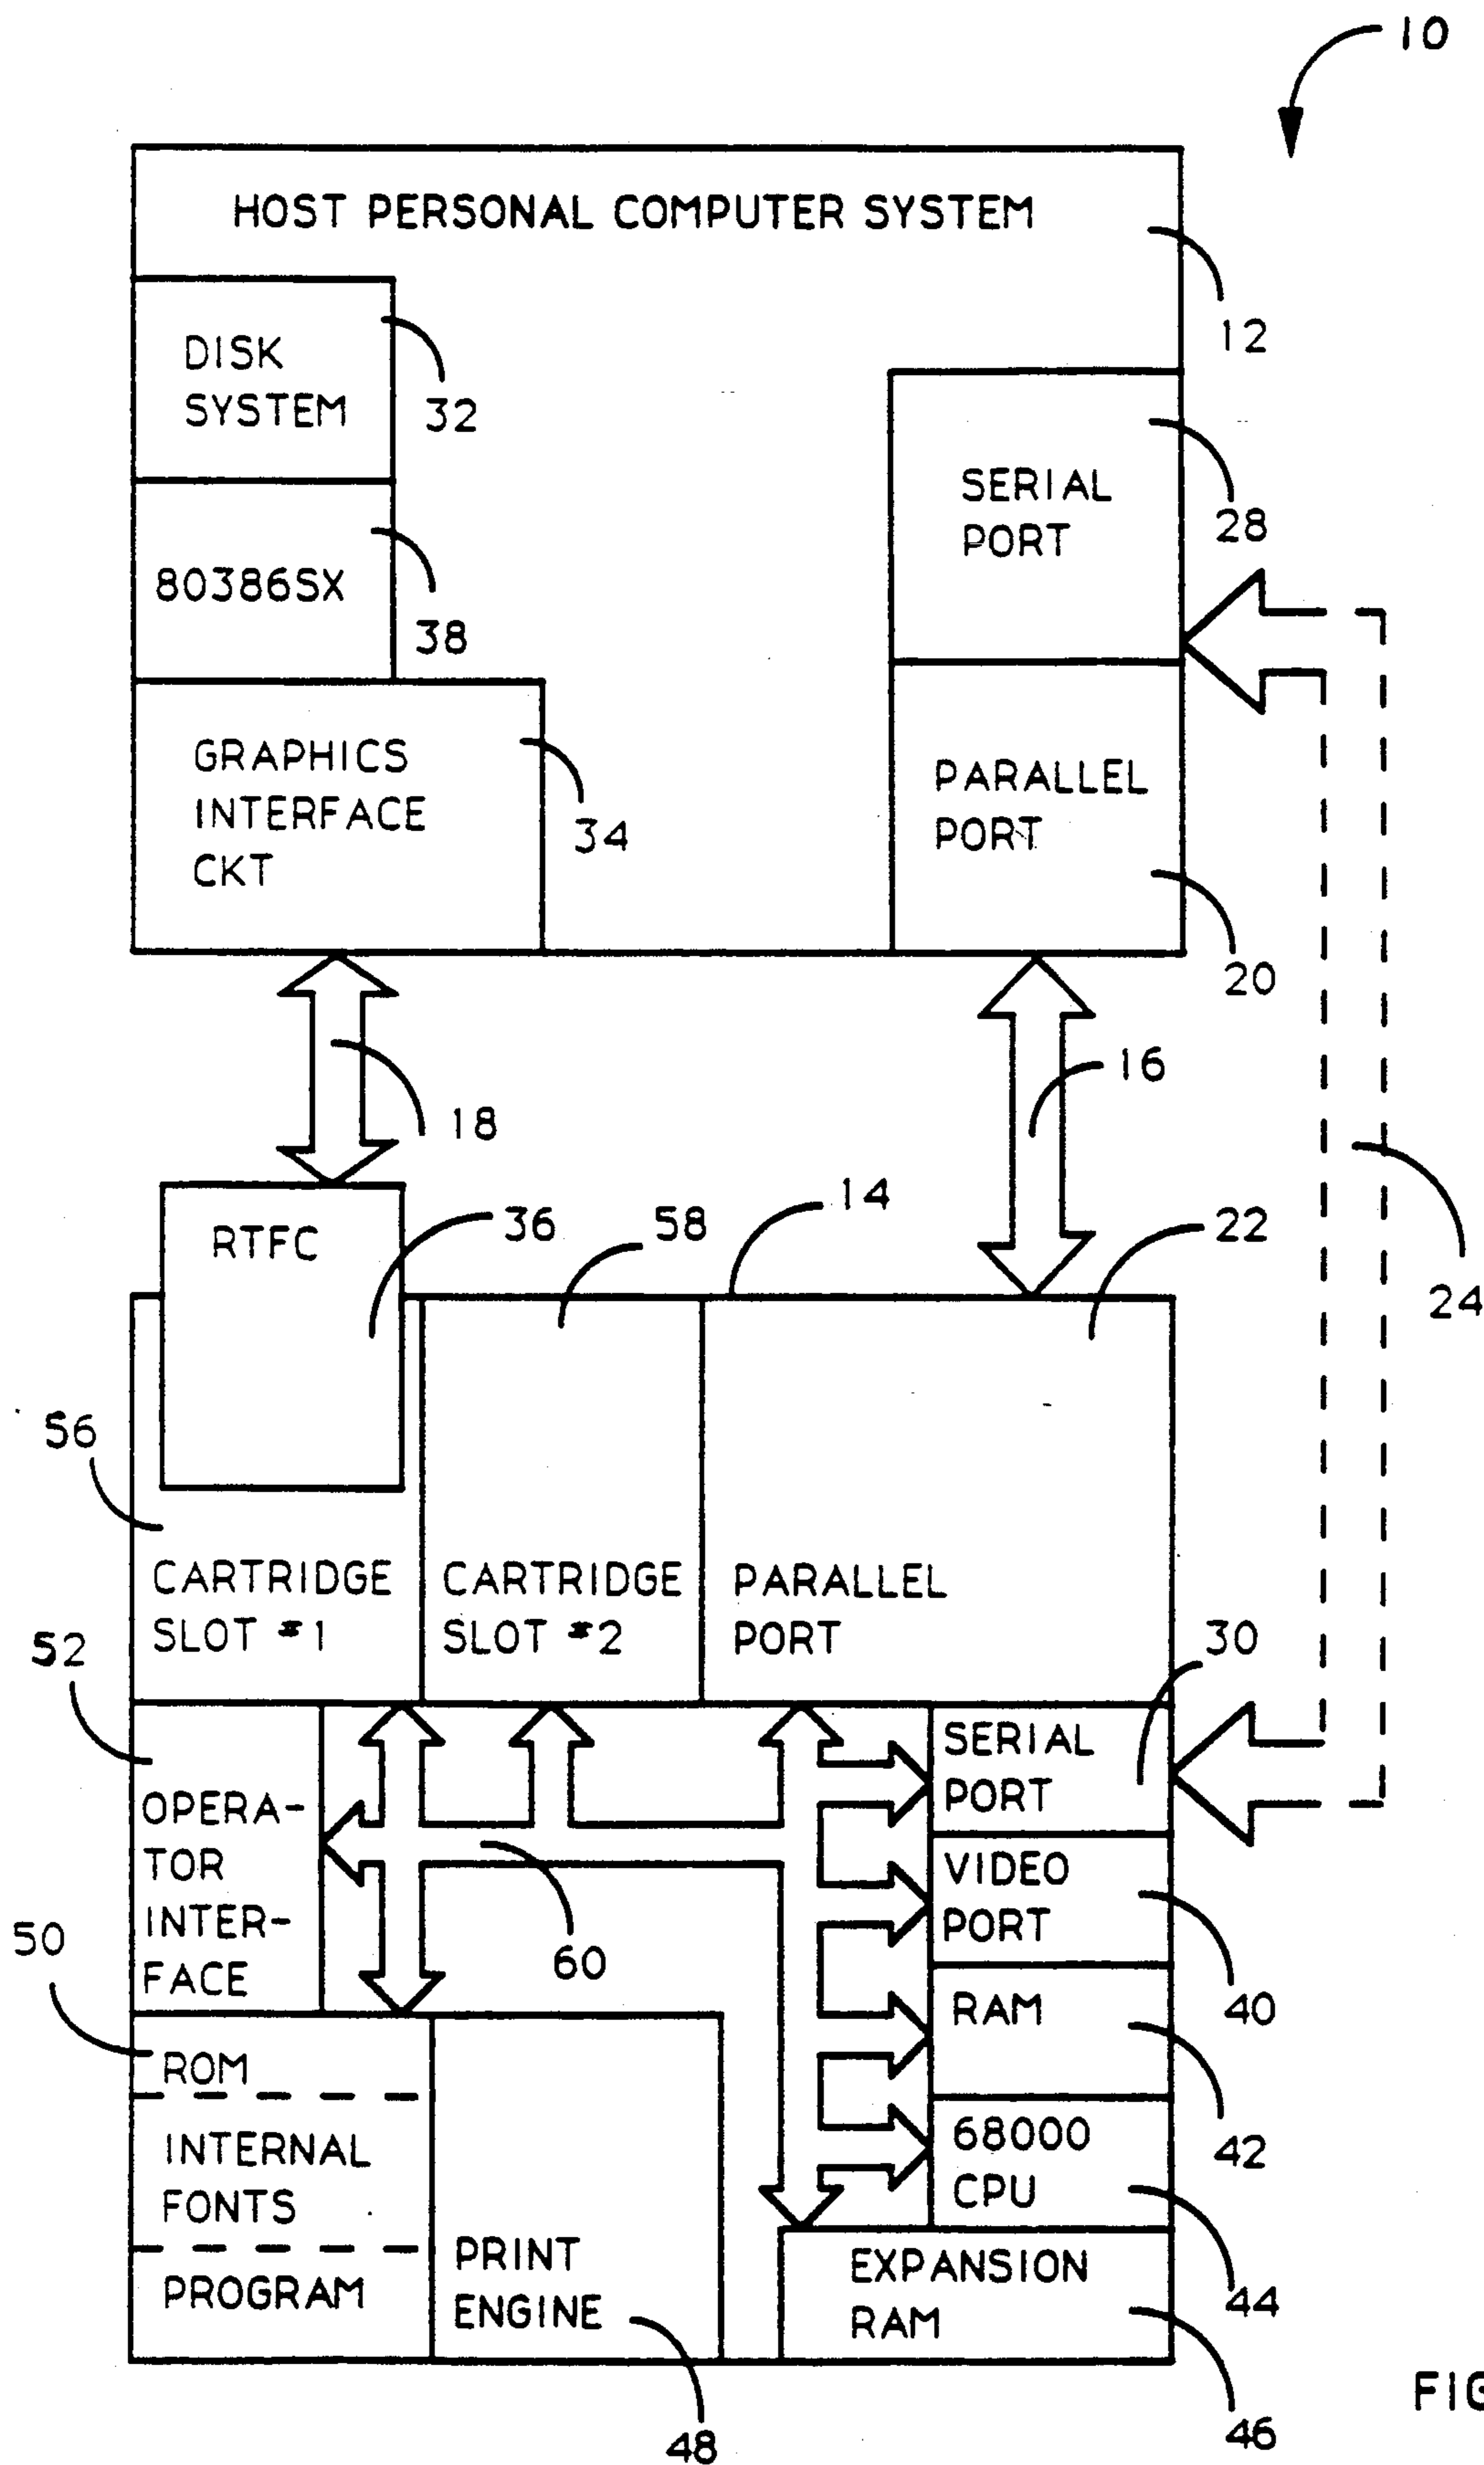 10
HOST PERSONAL COMPUTER SYSTEM
12
DISK
SYSTEM
32
SERIAL
PORT
28
80386SX
38
GRAPHICS
INTERFACE
CKT
34
PARALLEL
PORT
20
18
16
24
RTFC
36
58
14
22
56
CARTRIDGE
SLOT #1
CARTRIDGE
SLOT #2
PARALLEL
PORT
52
30
OPERA-
TOR
INTER-
FACE
60
SERIAL
PORT
VIDEO
PORT
40
50
RAM
42
ROM
INTERNAL
FONTS
PROGRAM
68000
CPU
44
PRINT
ENGINE
48
EXPANSION
RAM
46